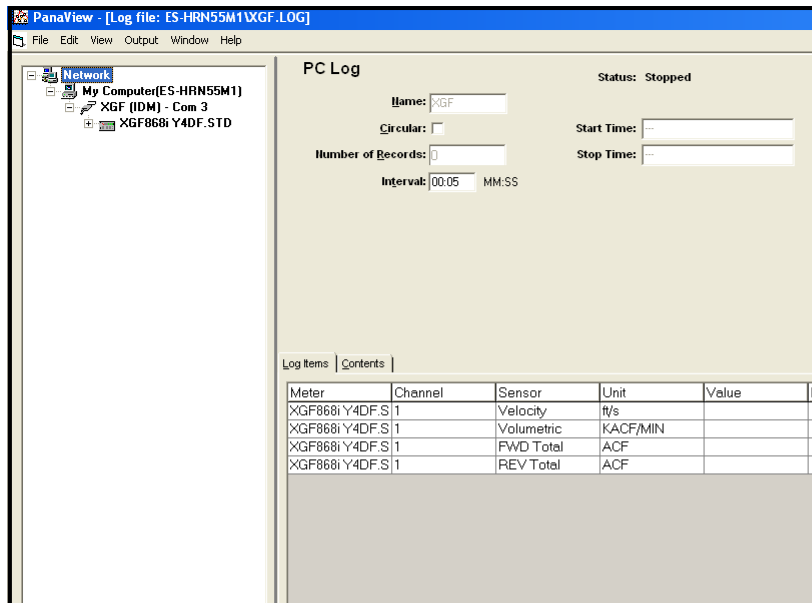 PanaView - [Log file: ES-HRN55M1\XGF.LOG]
File Edit View Output Window Help
Network
My Computer(ES-HRN55M1)
XGF (IDM) - Com 3
XGF868i Y4DF.STD
PC Log
Status: Stopped
Name: XGF
Circular:
Start Time: ---
Number of Records: 0
Stop Time: ---
Interval: 00:05 MM:SS
Log Items Contents
Meter Channel Sensor Unit Value
XGF868i Y4DF.S 1 Velocity ft/s
XGF868i Y4DF.S 1 Volumetric KACF/MIN
XGF868i Y4DF.S 1 FWD Total ACF
XGF868i Y4DF.S 1 REV Total ACF